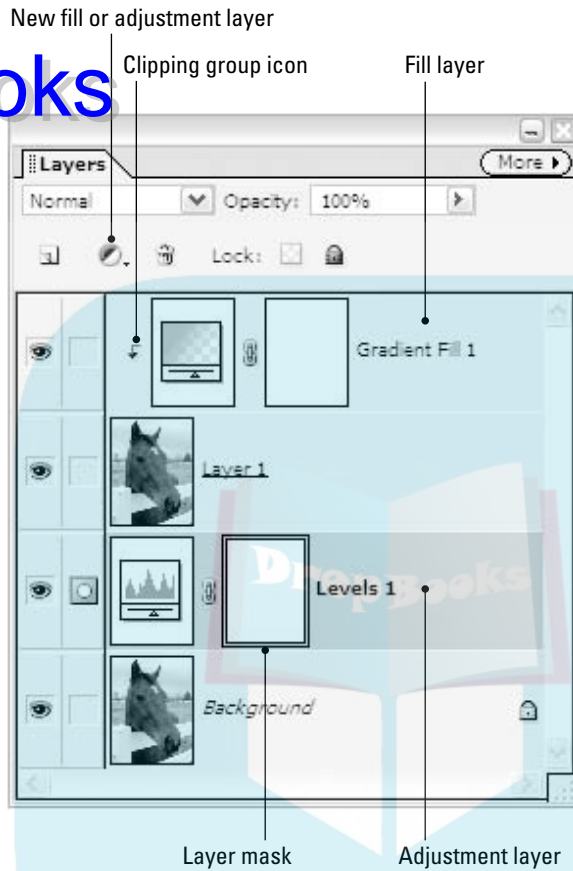 New fill or adjustment layer
Clipping group icon
Fill layer
oks
Layers
More
Normal
Opacity: 100%
Lock:
Gradient Fill 1
Layer 1
DropBooks
Levels 1
Background
Layer mask
Adjustment layer